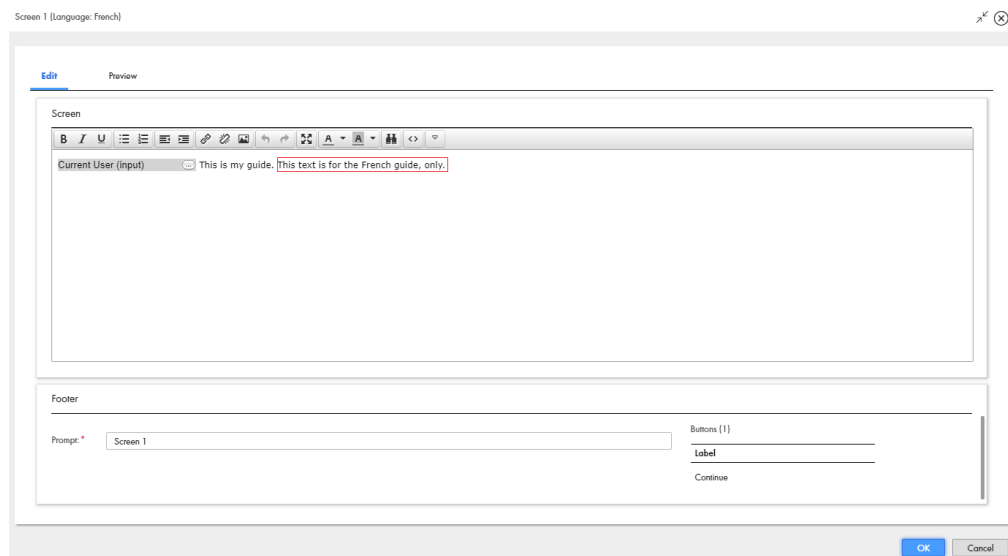 Screen 1 (Language: French)
Edit Preview
Screen
B I U A A
Current User (input) ... This is my guide. This text is for the French guide, only.
Footer
Prompt:* Screen 1
Buttons (1)
Label
Continue
OK Cancel